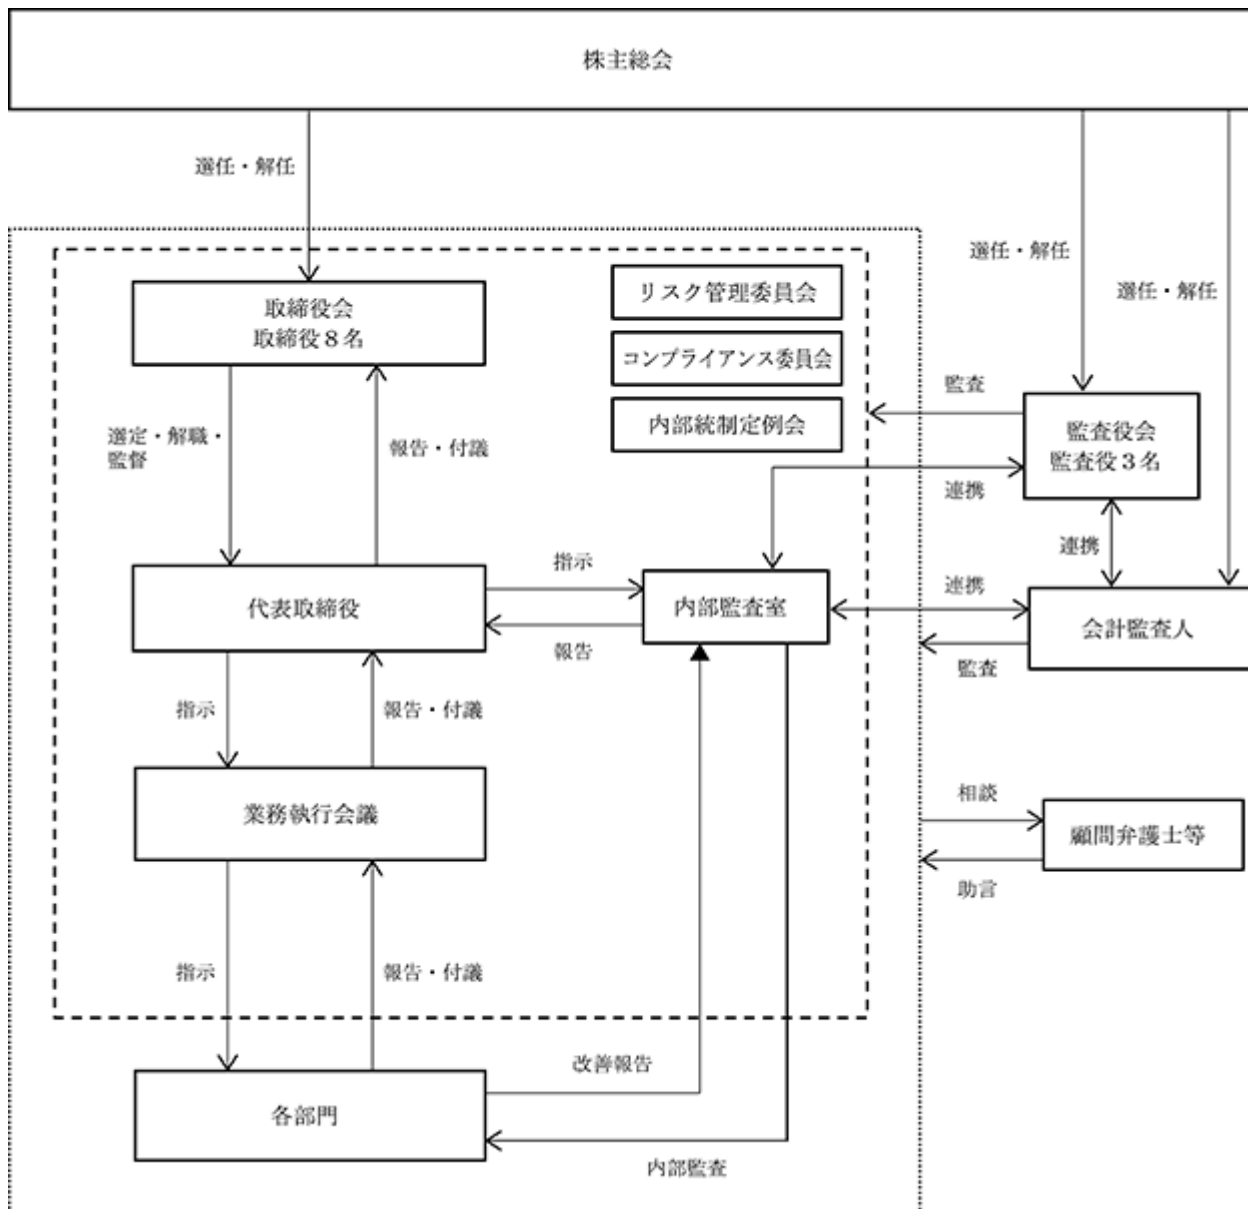 株主総会
選任・解任
選任・解任
選任・解任
取締役会
取締役8名
リスク管理委員会
コンプライアンス委員会
内部統制定例会
監査
監査役会
監査役3名
選定・解職・
監督
報告・付議
連携
連携
指示
代表取締役
内部監査室
連携
会計監査人
報告
監査
指示
報告・付議
業務執行会議
相談
顧問弁護士等
助言
指示
報告・付議
改善報告
各部門
内部監査